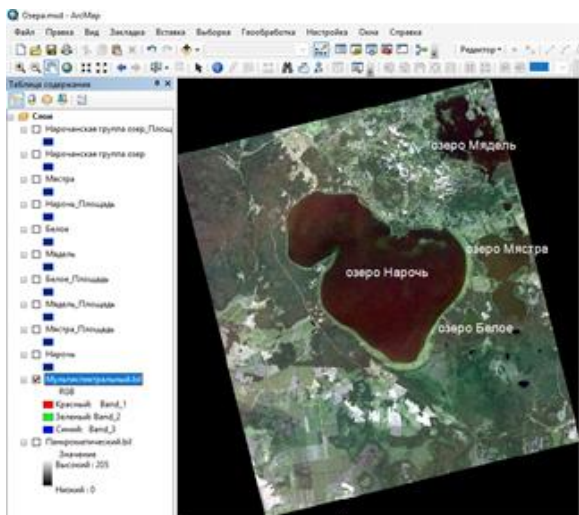 Озера.mxd - ArcMap
Файл Правка Вид Закладки Вставка Выборка Геообработка Настройка Окна Справка
Редактор
Таблица содержания
Слои
Нарочанская группа озер_Площ
Нарочанская группа озер
Мястра
Нарочь_Площадь
Белое
Мядель
Белое_Площадь
Мядель_Площадь
Мястра_Площадь
Нарочь
Мультиспектральный.bil
RGB
Красный: Band_1
Зеленый: Band_2
Синий: Band_3
Панхроматический.bil
Значение
Высокий : 205
Низкий : 0
озеро Мядель
озеро Мястра
озеро Нарочь
озеро Белое